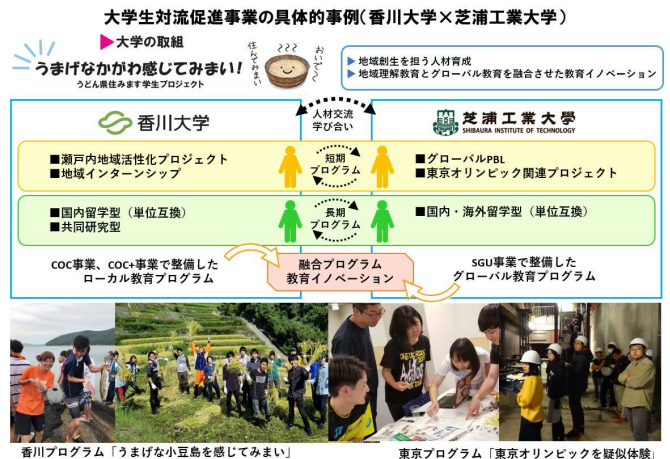 大学生対流促進事業の具体的事例(香川大学×芝浦工業大学)
▶大学の取組
うまげなかがわ感じてみまい!
うどん県住みます学生プロジェクト
住んでみまい
おいで~
▶地域創生を担う人材育成
▶地域理解教育とグローバル教育を融合させた教育イノベーション
香川大学
人材交流
学び合い
芝浦工業大學
SHIBAURA INSTITUTE OF TECHNOLOGY
■瀬戸内地域活性化プロジェクト
■地域インターンシップ
短期
プログラム
■グローバルPBL
■東京オリンピック関連プロジェクト
■国内留学型(単位互換)
■共同研究型
長期
プログラム
■国内・海外留学型(単位互換)
COC事業、COC+事業で整備した
ローカル教育プログラム
融合プログラム
教育イノベーション
SGU事業で整備した
グローバル教育プログラム
香川プログラム「うまげな小豆島を感じてみまい」
東京プログラム「東京オリンピックを疑似体験」